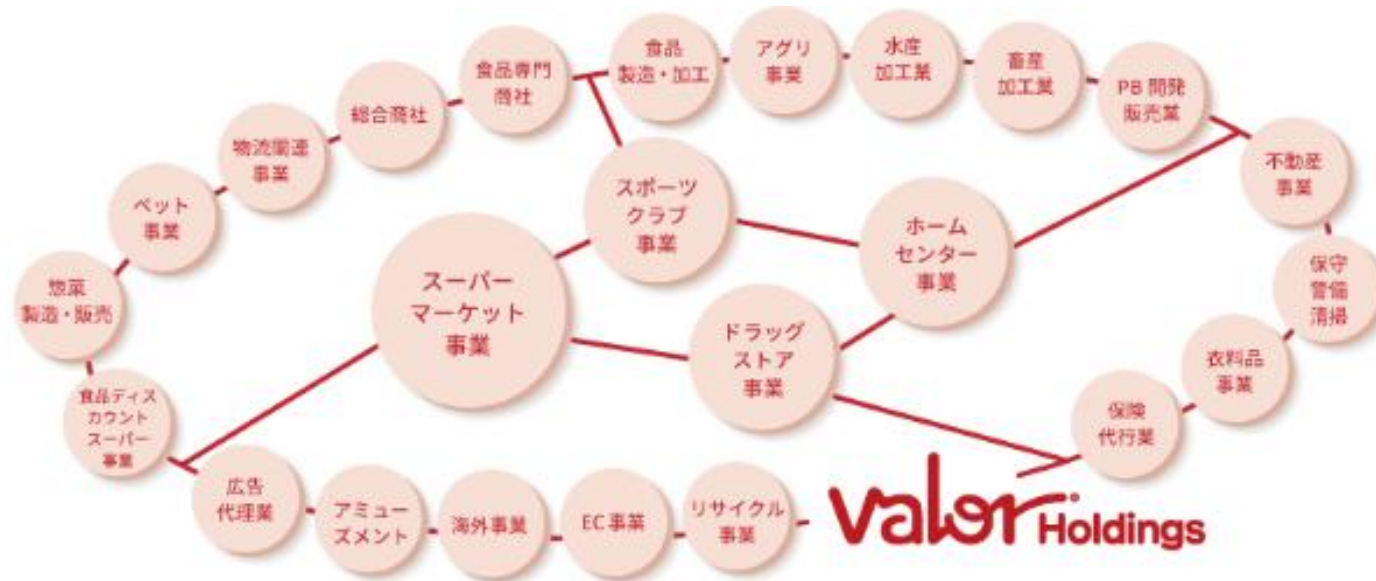 食品専門
商社
食品
製造・加工
アグリ
事業
水産
加工業
畜産
加工業
PB 開発
販売業
総合商社
物流関連
事業
ペット
事業
惣菜
製造・販売
食品ディス
カウント
スーパー
事業
スポーツ
クラブ
事業
スーパー
マーケット
事業
ホーム
センター
事業
ドラッグ
ストア
事業
不動産
事業
保守
警備
清掃
衣料品
事業
保険
代行業
広告
代理業
アミュー
ズメント
海外事業
EC事業
リサイクル
事業
valor Holdings